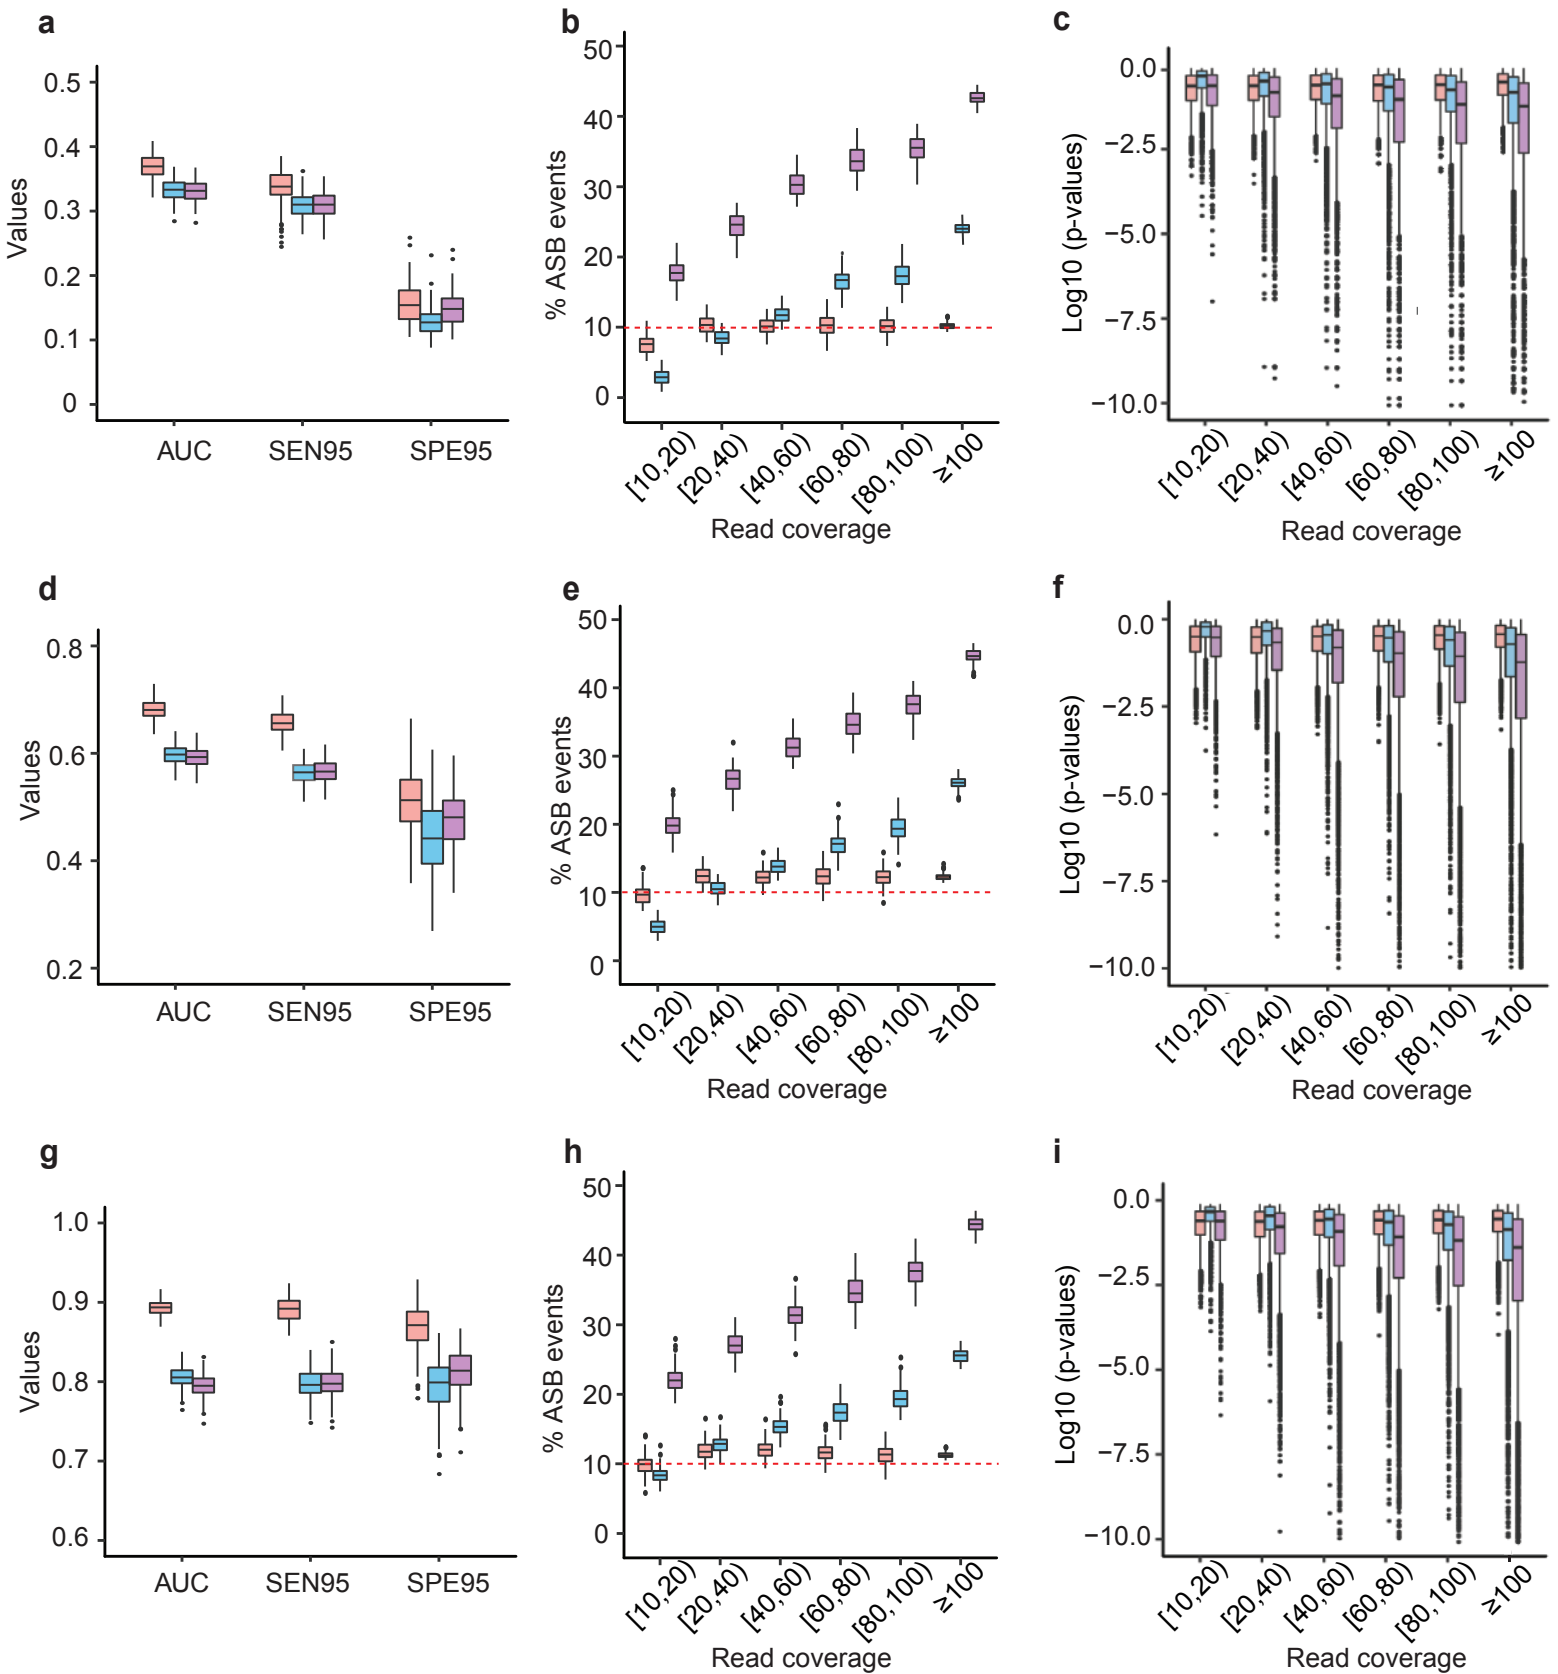 a
Values
0.5
0.4
0.3
0.2
0.1
0
AUC
SEN95
SPE95
b
% ASB events
50
40
30
20
10
0
[10,20)
[20,40)
[40,60)
[60,80)
[80,100)
≥100
Read coverage
c
Log10 (p-values)
0.0
−2.5
−5.0
−7.5
−10.0
[10,20)
[20,40)
[40,60)
[60,80)
[80,100)
≥100
Read coverage
d
Values
0.8
0.6
0.4
0.2
AUC
SEN95
SPE95
e
% ASB events
50
40
30
20
10
0
[10,20)
[20,40)
[40,60)
[60,80)
[80,100)
≥100
Read coverage
f
Log10 (p-values)
0.0
−2.5
−5.0
−7.5
−10.0
[10,20)
[20,40)
[40,60)
[60,80)
[80,100)
≥100
Read coverage
g
Values
1.0
0.9
0.8
0.7
0.6
AUC
SEN95
SPE95
h
% ASB events
50
40
30
20
10
0
[10,20)
[20,40)
[40,60)
[60,80)
[80,100)
≥100
Read coverage
i
Log10 (p-values)
0.0
−2.5
−5.0
−7.5
−10.0
[10,20)
[20,40)
[40,60)
[60,80)
[80,100)
≥100
Read coverage